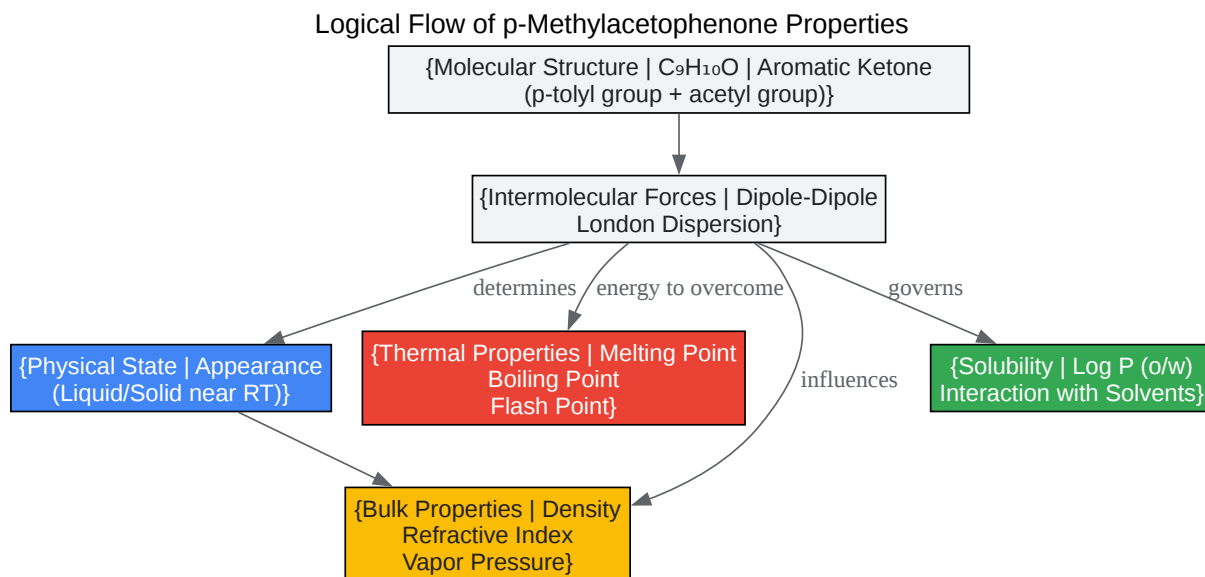 Logical Flow of p-Methylacetophenone Properties
{Molecular Structure | C₉H₁₀O | Aromatic Ketone
(p-tolyl group + acetyl group)}
{Intermolecular Forces | Dipole-Dipole
London Dispersion}
determines
energy to overcome
governs
{Physical State | Appearance
(Liquid/Solid near RT)}
{Thermal Properties | Melting Point
Boiling Point
Flash Point}
influences
{Solubility | Log P (o/w)
Interaction with Solvents}
{Bulk Properties | Density
Refractive Index
Vapor Pressure}